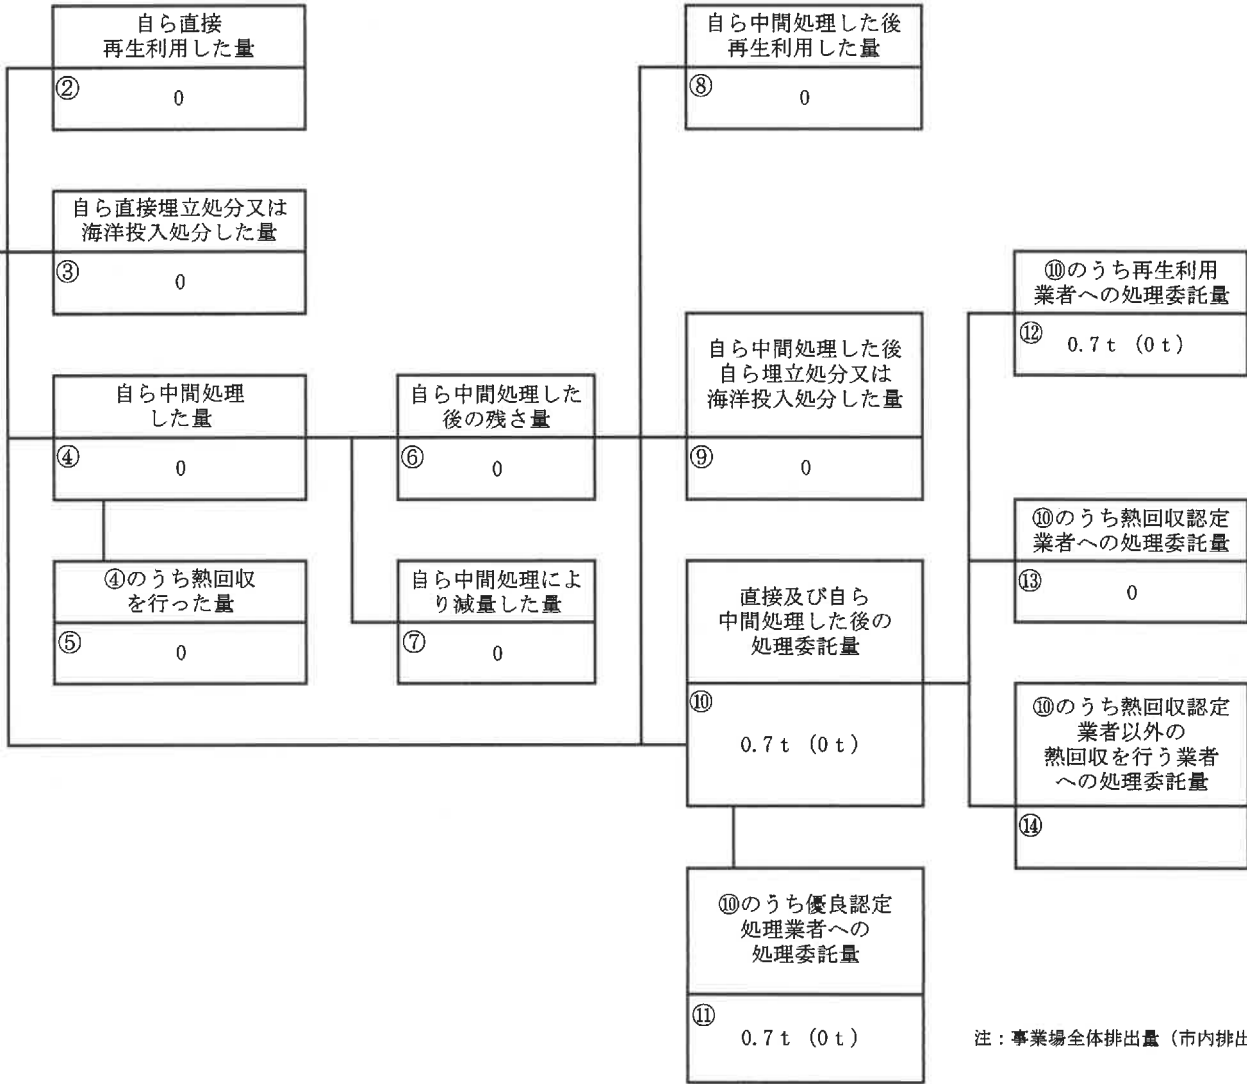 自ら直接
再生利用した量
②
0
自ら直接埋立処分又は
海洋投入処分した量
③
0
自ら中間処理
した量
④
0
④のうち熱回収
を行った量
⑤
0
自ら中間処理した
後の残さ量
⑥
0
自ら中間処理によ
り減量した量
⑦
0
自ら中間処理した後
再生利用した量
⑧
0
自ら中間処理した後
自ら埋立処分又は
海洋投入処分した量
⑨
0
直接及び自ら
中間処理した後の
処理委託量
⑩
0.7t (0t)
⑩のうち優良認定
処理業者への
処理委託量
⑪
0.7t (0t)
⑩のうち再生利用
業者への処理委託量
⑫
0.7t (0t)
⑩のうち熱回収認定
業者への処理委託量
⑬
0
⑩のうち熱回収認定
業者以外の
熱回収を行う業者
への処理委託量
⑭
注：事業場全体排出量（市内排出